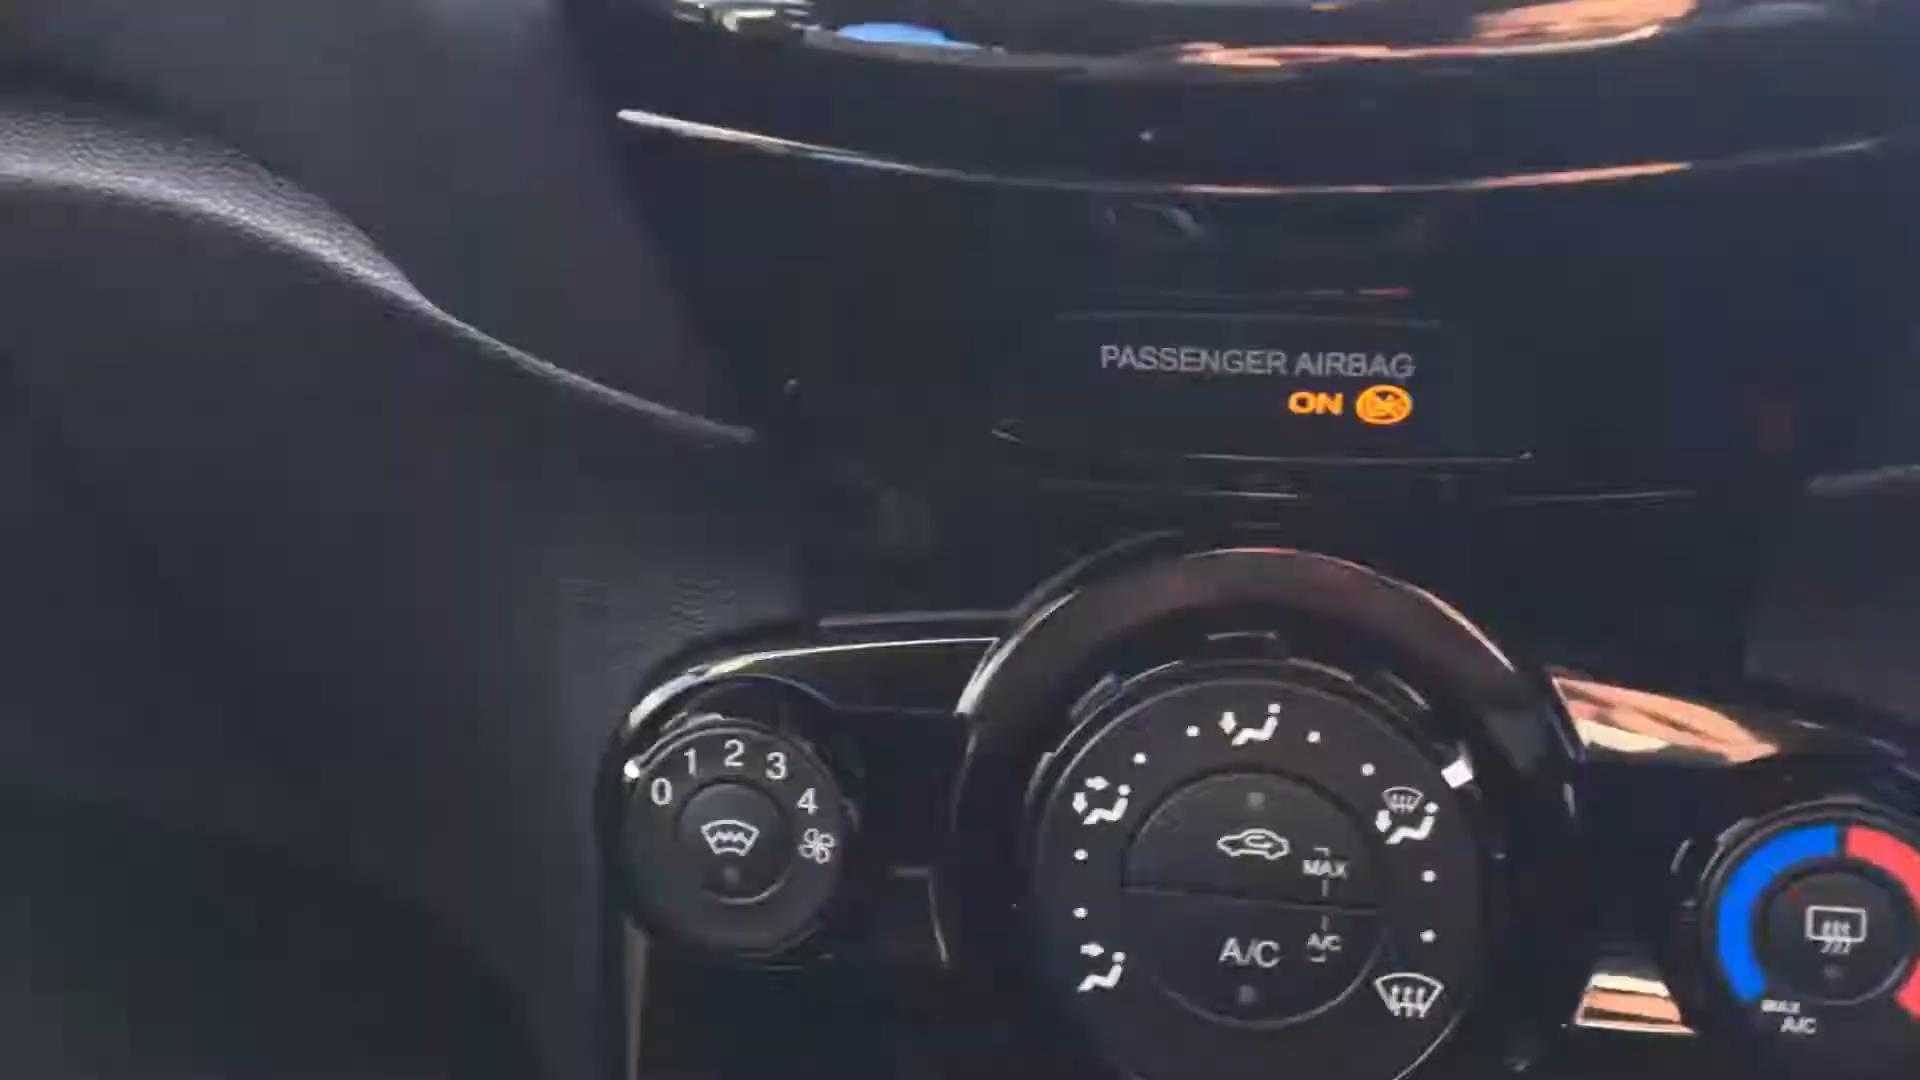 PASSENGER AIRBAG
ON
0 1 2 3 4
MAX
A/C A/C
MAX
A/C